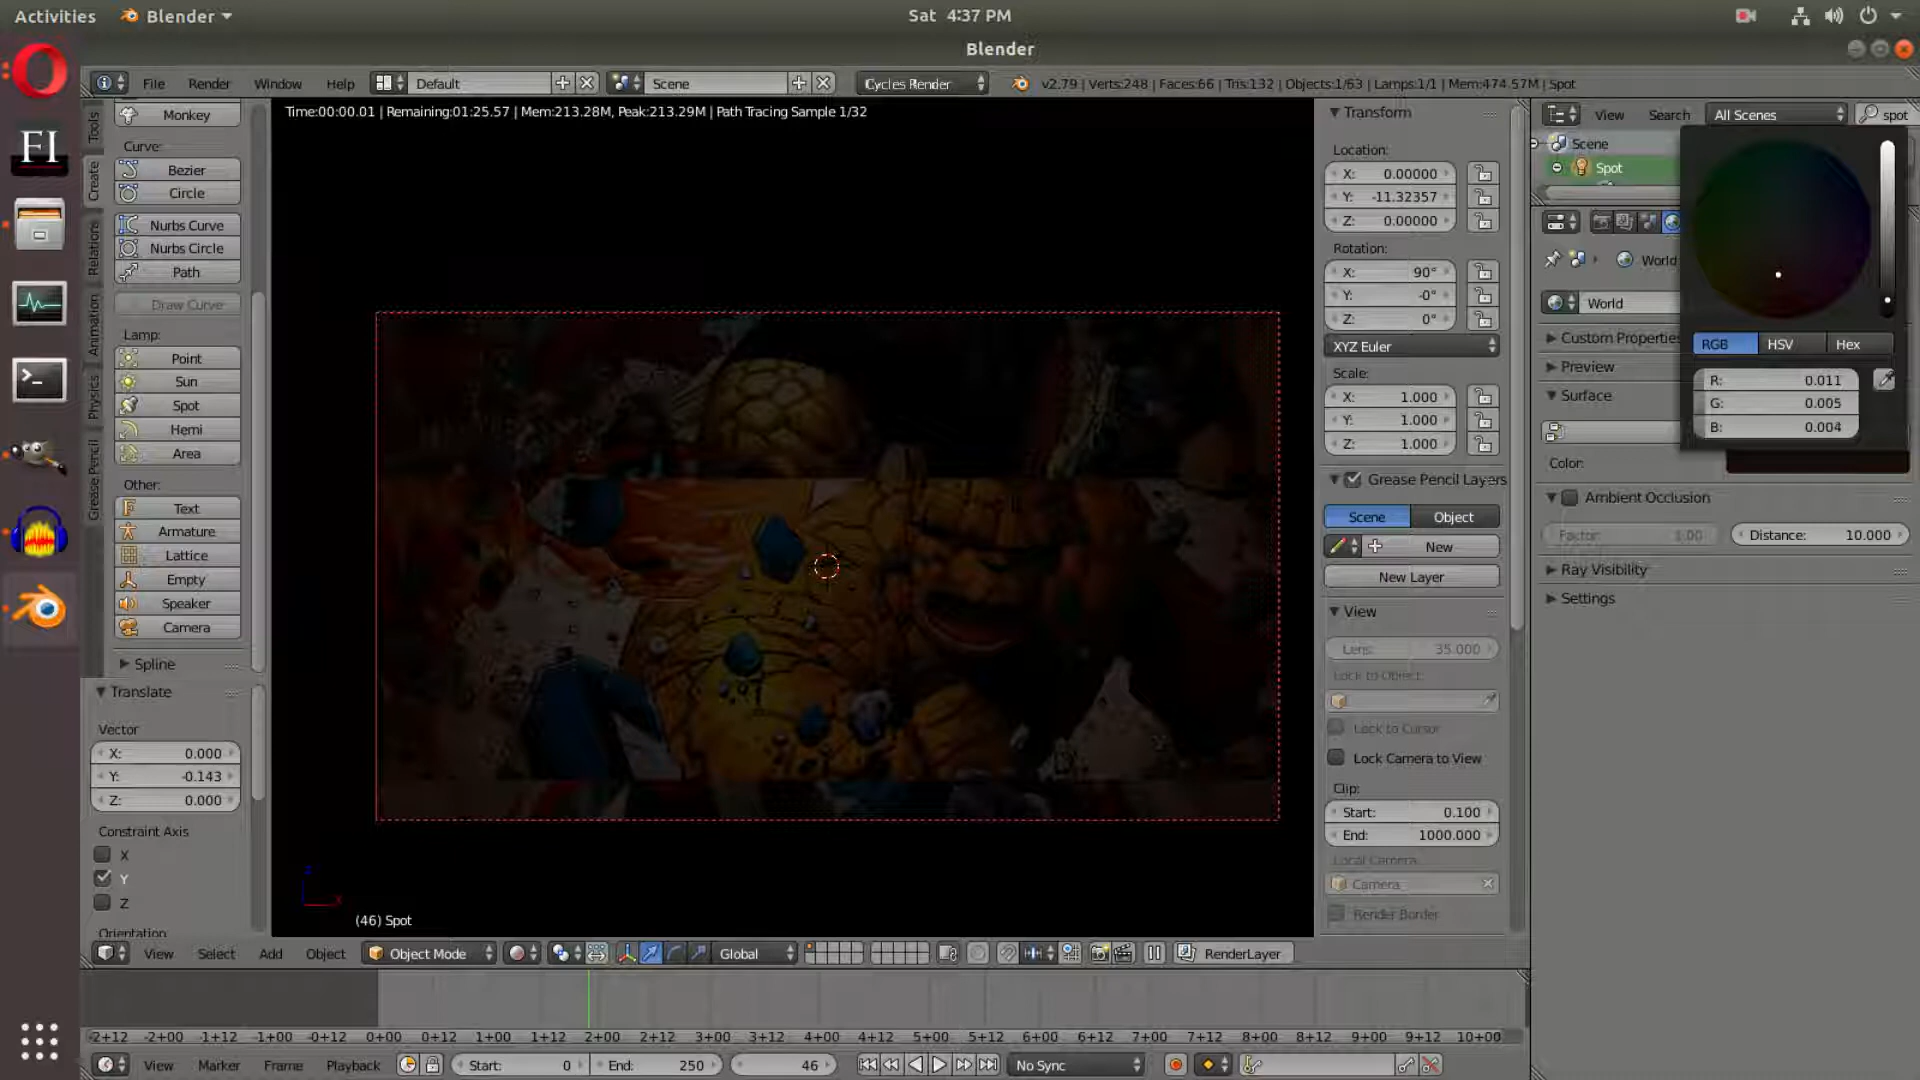 Activities Blender Sat 4:37 PM
Blender
File Render Window Help Default Scene Cycles Render v2.79 | Verts:248 | Faces:66 | Tris:132 | Objects:1/63 | Lamps:1/1 | Mem:474.57M | Spot
Time:00:00.01 | Remaining:01:25.57 | Mem:213.28M, Peak:213.29M | Path Tracing Sample 1/32
Tools
Create
Relations
Animation
Physics
Grease Pencil
Monkey
Curve:
Bezier
Circle
Nurbs Curve
Nurbs Circle
Path
Draw Curve
Lamp:
Point
Sun
Spot
Hemi
Area
Other:
Text
Armature
Lattice
Empty
Speaker
Camera
Spline
Translate
Vector
X: 0.000
Y: -0.143
Z: 0.000
Constraint Axis
X
Y
Z
Orientation
(46) Spot
Transform
Location:
X: 0.00000
Y: -11.32357
Z: 0.00000
Rotation:
X: 90°
Y: -0°
Z: 0°
XYZ Euler
Scale:
X: 1.000
Y: 1.000
Z: 1.000
Grease Pencil Layers
Scene Object
New
New Layer
View
Lens: 35.000
Lock to Object:
Lock to Cursor
Lock Camera to View
Clip:
Start: 0.100
End: 1000.000
Local Camera:
Camera
Render Border
View Search All Scenes spot
Scene
Spot
World
World
Custom Properties
Preview
Surface
Color:
RGB HSV Hex
R: 0.011
G: 0.005
B: 0.004
Ambient Occlusion
Factor: 1.00 Distance: 10.000
Ray Visibility
Settings
View Select Add Object Object Mode Global RenderLayer
-2+12 -2+00 -1+12 -1+00 -0+12 0+00 0+12 1+00 1+12 2+00 2+12 3+00 3+12 4+00 4+12 5+00 5+12 6+00 6+12 7+00 7+12 8+00 8+12 9+00 9+12 10+00
View Marker Frame Playback Start: 0 End: 250 46 No Sync
FI